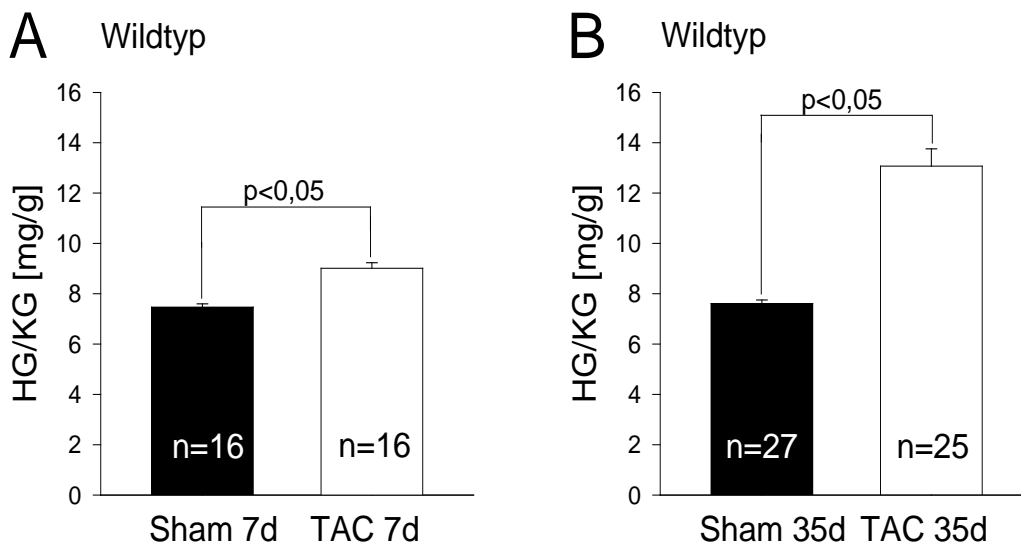 A Wildtyp
HG/KG [mg/g]
16
14
12
10
8
6
4
2
0
p<0,05
n=16
n=16
Sham 7d TAC 7d
B Wildtyp
HG/KG [mg/g]
16
14
12
10
8
6
4
2
0
p<0,05
n=27
n=25
Sham 35d TAC 35d